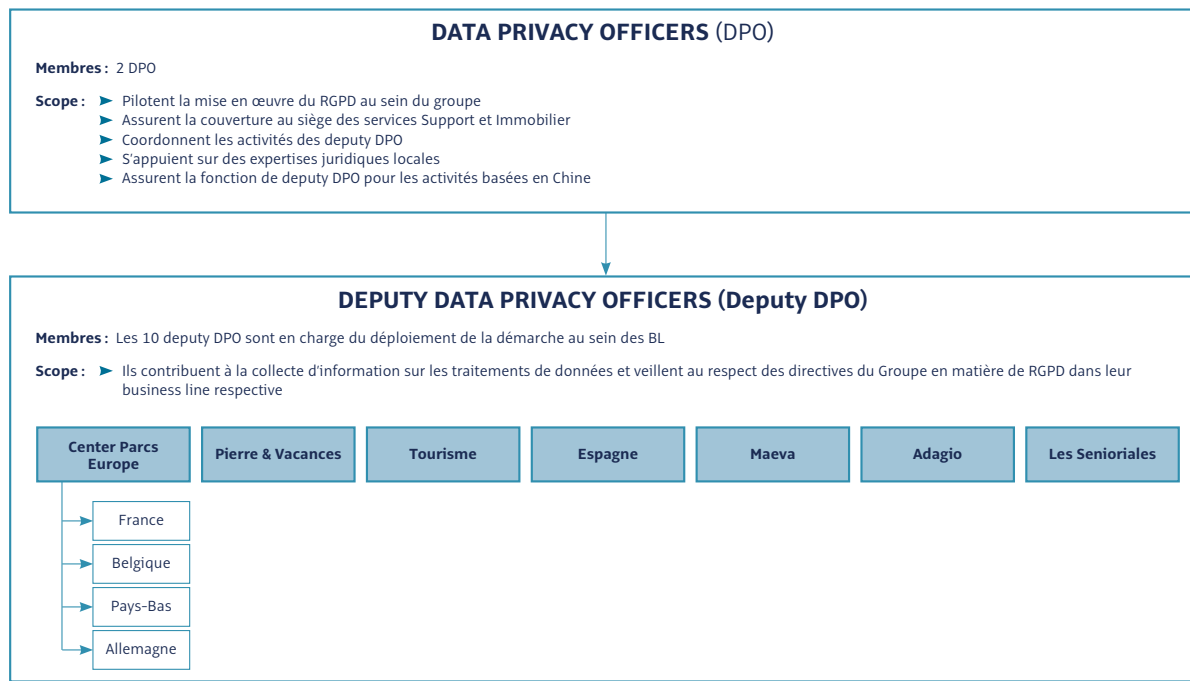 DATA PRIVACY OFFICERS (DPO)
Membres : 2 DPO
Scope : ➤ Pilotent la mise en œuvre du RGPD au sein du groupe
➤ Assurent la couverture au siège des services Support et Immobilier
➤ Coordonnent les activités des deputy DPO
➤ S'appuient sur des expertises juridiques locales
➤ Assurent la fonction de deputy DPO pour les activités basées en Chine
DEPUTY DATA PRIVACY OFFICERS (Deputy DPO)
Membres : Les 10 deputy DPO sont en charge du déploiement de la démarche au sein des BL
Scope : ➤ Ils contribuent à la collecte d'information sur les traitements de données et veillent au respect des directives du Groupe en matière de RGPD dans leur
business line respective
Center Parcs
Europe
Pierre & Vacances
Tourisme
Espagne
Maeva
Adagio
Les Senioriales
France
Belgique
Pays-Bas
Allemagne